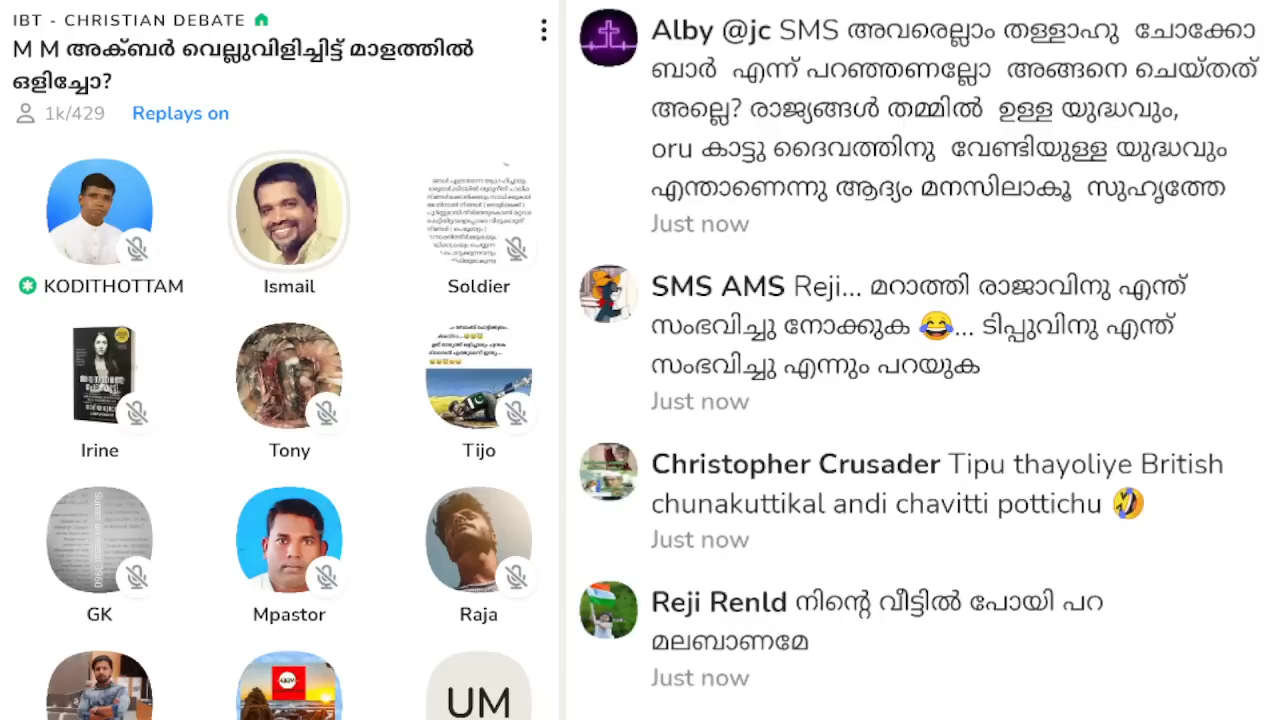 IBT - CHRISTIAN DEBATE
M M അക്ബർ വെല്ലുവിളിച്ചിട്ട് മാളത്തിൽ
ഒളിച്ചോ?
1k/429 Replays on
KODITHOTTAM Ismail Soldier
Irine Tony Tijo
GK Mpastor Raja
UM
Alby @jc SMS അവരെല്ലാം തള്ളാഹു ചോക്കോ
ബാർ എന്ന് പറഞ്ഞണല്ലോ അങ്ങനെ ചെയ്തത്
അല്ലെ? രാജ്യങ്ങൾ തമ്മിൽ ഉള്ള യുദ്ധവും,
oru കാട്ടു ദൈവത്തിനു വേണ്ടിയുള്ള യുദ്ധവും
എന്താണെന്നു ആദ്യം മനസിലാകൂ സുഹൃത്തേ
Just now
SMS AMS Reji... മറാത്തി രാജാവിനു എന്ത്
സംഭവിച്ചു നോക്കുക 😂... ടിപ്പുവിനു എന്ത്
സംഭവിച്ചു എന്നും പറയുക
Just now
Christopher Crusader Tipu thayoliye British
chunakuttikal andi chavitti pottichu 🤣
Just now
Reji Renld നിന്റെ വീട്ടിൽ പോയി പറ
മലബാണമേ
Just now